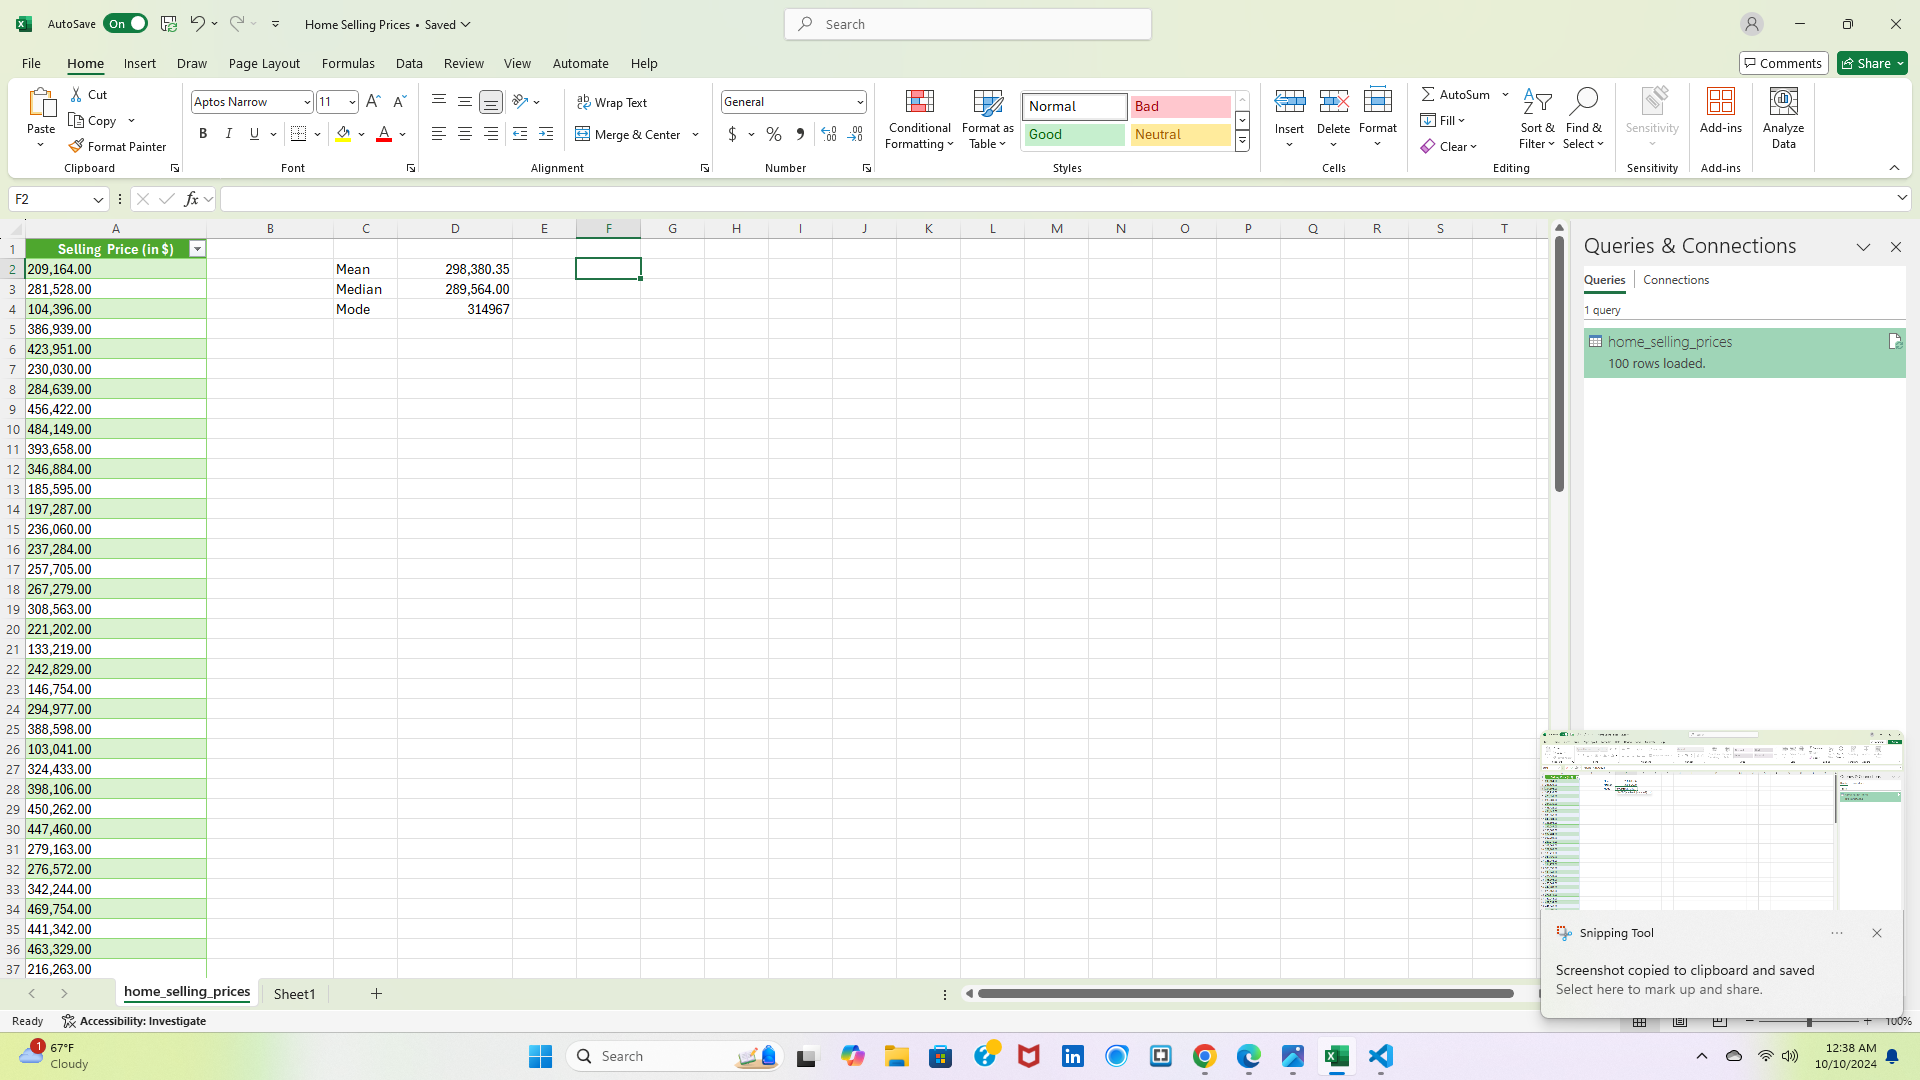 AutoSave On Home Selling Prices • Saved Search
File Home Insert Draw Page Layout Formulas Data Review View Automate Help Comments Share
Paste Cut Copy Format Painter Clipboard
Aptos Narrow 11 B I U Font
Wrap Text Merge & Center Alignment
General $ % , Number
Conditional Formatting Format as Table Normal Bad Good Neutral Styles
Insert Delete Format Cells
AutoSum Fill Clear Sort & Filter Find & Select Editing
Sensitivity Sensitivity
Add-ins Add-ins
Analyze Data
F2 fx
A B C D E F G H I J K L M N O P Q R S T
1 Selling Price (in $)
2 209,164.00 Mean 298,380.35
3 281,528.00 Median 289,564.00
4 104,396.00 Mode 314967
5 386,939.00
6 423,951.00
7 230,030.00
8 284,639.00
9 456,422.00
10 484,149.00
11 393,658.00
12 346,884.00
13 185,595.00
14 197,287.00
15 236,060.00
16 237,284.00
17 257,705.00
18 267,279.00
19 308,563.00
20 221,202.00
21 133,219.00
22 242,829.00
23 146,754.00
24 294,977.00
25 388,598.00
26 103,041.00
27 324,433.00
28 398,106.00
29 450,262.00
30 447,460.00
31 279,163.00
32 276,572.00
33 342,244.00
34 469,754.00
35 441,342.00
36 463,329.00
37 216,263.00
Queries & Connections
Queries Connections
1 query
home_selling_prices
100 rows loaded.
Snipping Tool
Screenshot copied to clipboard and saved
Select here to mark up and share.
home_selling_prices Sheet1
Ready Accessibility: Investigate 100%
1 67°F
Cloudy
Search
12:38 AM
10/10/2024